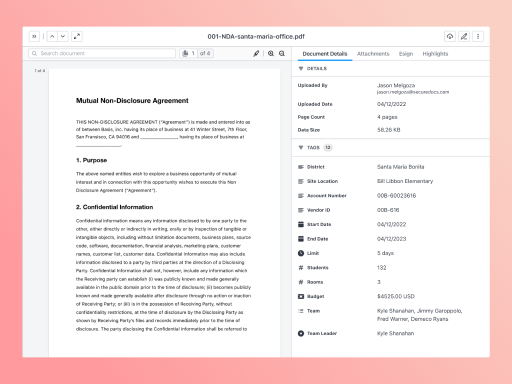 001-NDA-santa-maria-office.pdf
Search document
1 of 4
Document Details Attachments Esign Highlights
1 of 4
Mutual Non-Disclosure Agreement
THIS NON-DISCLOSURE AGREEMENT ("Agreement") is made and entered into as
of between Basis, Inc. having its place of business at 41 Winter Street, 7th Floor,
San Francisco, CA 94016 and ________________, having its place of business at
____________________.
1. Purpose
The above named entities wish to explore a business opportunity of mutual
interest and in connection with this opportunity wishes to execute this Non
Disclosure Agreement ("Agreement").
2. Confidential Information
Confidential information means any information disclosed to by one party to the
other, either directly or indirectly in writing, orally or by inspection of tangible or
intangible objects, including without limitation documents, business plans, source
code, software, documentation, financial analysis, marketing plans, customer
names, customer list, customer data. Confidential Information may also include
information disclosed to a party by third parties at the direction of a Disclosing
Party. Confidential Information shall not, however, include any information which
the Receiving party can establish (i) was publicly known and made generally
available in the public domain prior to the time of disclosure; (ii) becomes publicly
known and made generally available after disclosure through no action or inaction
of Receiving Party; or (iii) is in the possession of Receiving Party, without
confidentiality restrictions, at the time of disclosure by the Disclosing Party as
shown by Receiving Party's files and records immediately prior to the time of
disclosure. The party disclosing the Confidential Information shall be referred to
DETAILS
Uploaded By Jason Melgoza
jason.melgoza@securedocs.com
Uploaded Date 04/12/2022
Page Count 4 pages
Data Size 58.28 KB
TAGS 12
District Santa Maria Bonita
Site Location Bill Libbon Elementary
Account Number 00B-60023616
Vendor ID 00B-616
Start Date 04/12/2022
End Date 04/12/2023
Limit 5 days
Students 132
Rooms 3
Budget $4525.00 USD
Team Kyle Shanahan, Jimmy Garoppolo,
Fred Warner, Demeco Ryans
Team Leader Kyle Shanahan